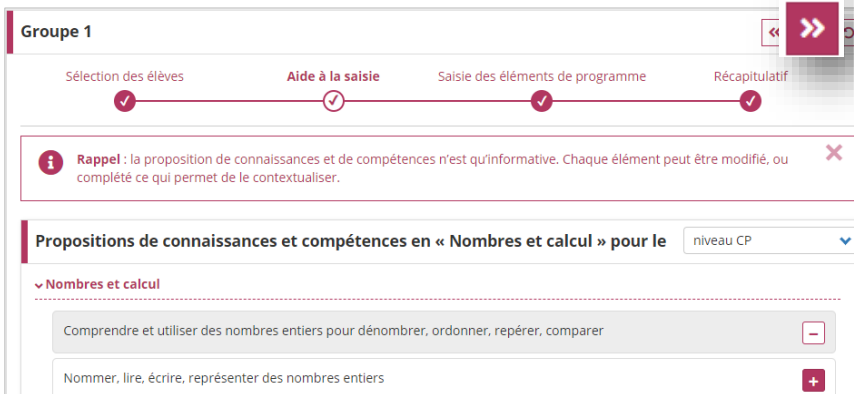 Groupe 1
Sélection des élèves
Aide à la saisie
Saisie des éléments de programme
Récapitulatif
Rappel : la proposition de connaissances et de compétences n'est qu'informative. Chaque élément peut être modifié, ou
complété ce qui permet de le contextualiser.
Propositions de connaissances et compétences en « Nombres et calcul » pour le
niveau CP
Nombres et calcul
Comprendre et utiliser des nombres entiers pour dénombrer, ordonner, repérer, comparer
Nommer, lire, écrire, représenter des nombres entiers